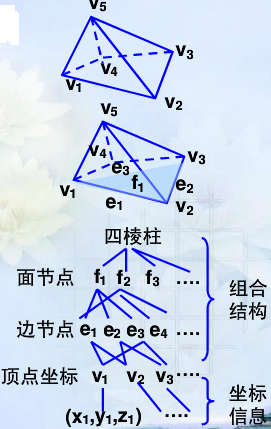 v5
v3
v4
v1
v2
v5
v4
v3
e3
f1
e2
v1
e1
v2
四棱柱
面节点 f1 f2 f3 ····
组合
结构
边节点 e1 e2 e3 e4 ····
顶点坐标 v1 v2 v3 ····
坐标
信息
(x1,y1,z1) ····